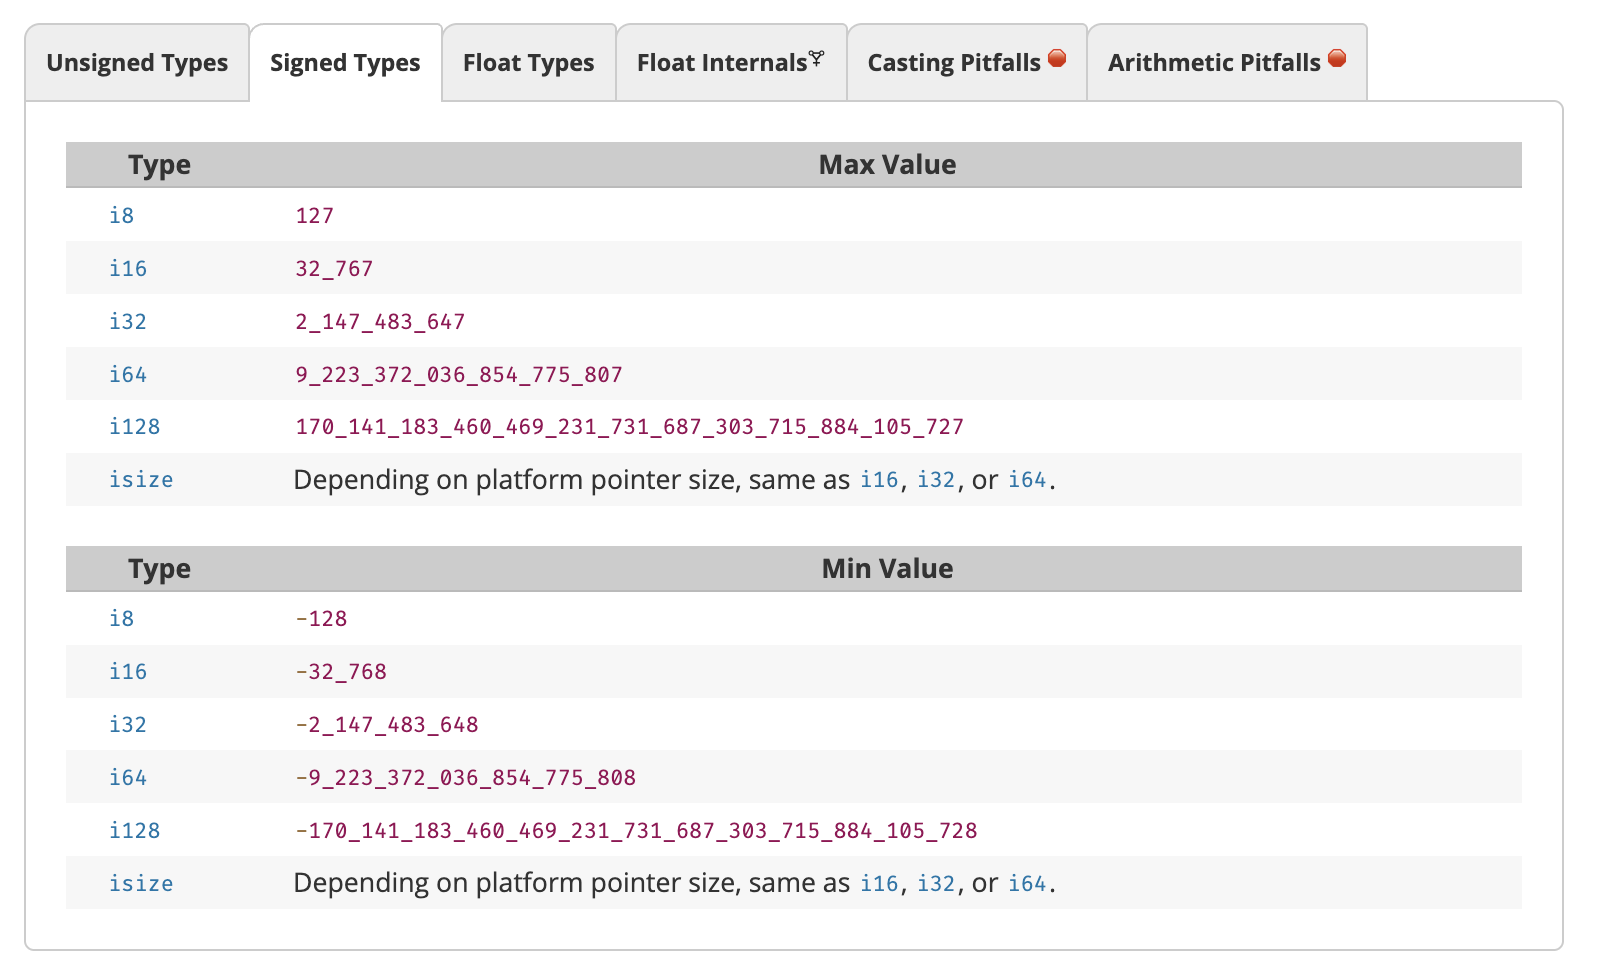 Unsigned Types Signed Types Float Types Float Internals Casting Pitfalls Arithmetic Pitfalls
Type Max Value
i8 127
i16 32_767
i32 2_147_483_647
i64 9_223_372_036_854_775_807
i128 170_141_183_460_469_231_731_687_303_715_884_105_727
isize Depending on platform pointer size, same as i16, i32, or i64.
Type Min Value
i8 -128
i16 -32_768
i32 -2_147_483_648
i64 -9_223_372_036_854_775_808
i128 -170_141_183_460_469_231_731_687_303_715_884_105_728
isize Depending on platform pointer size, same as i16, i32, or i64.